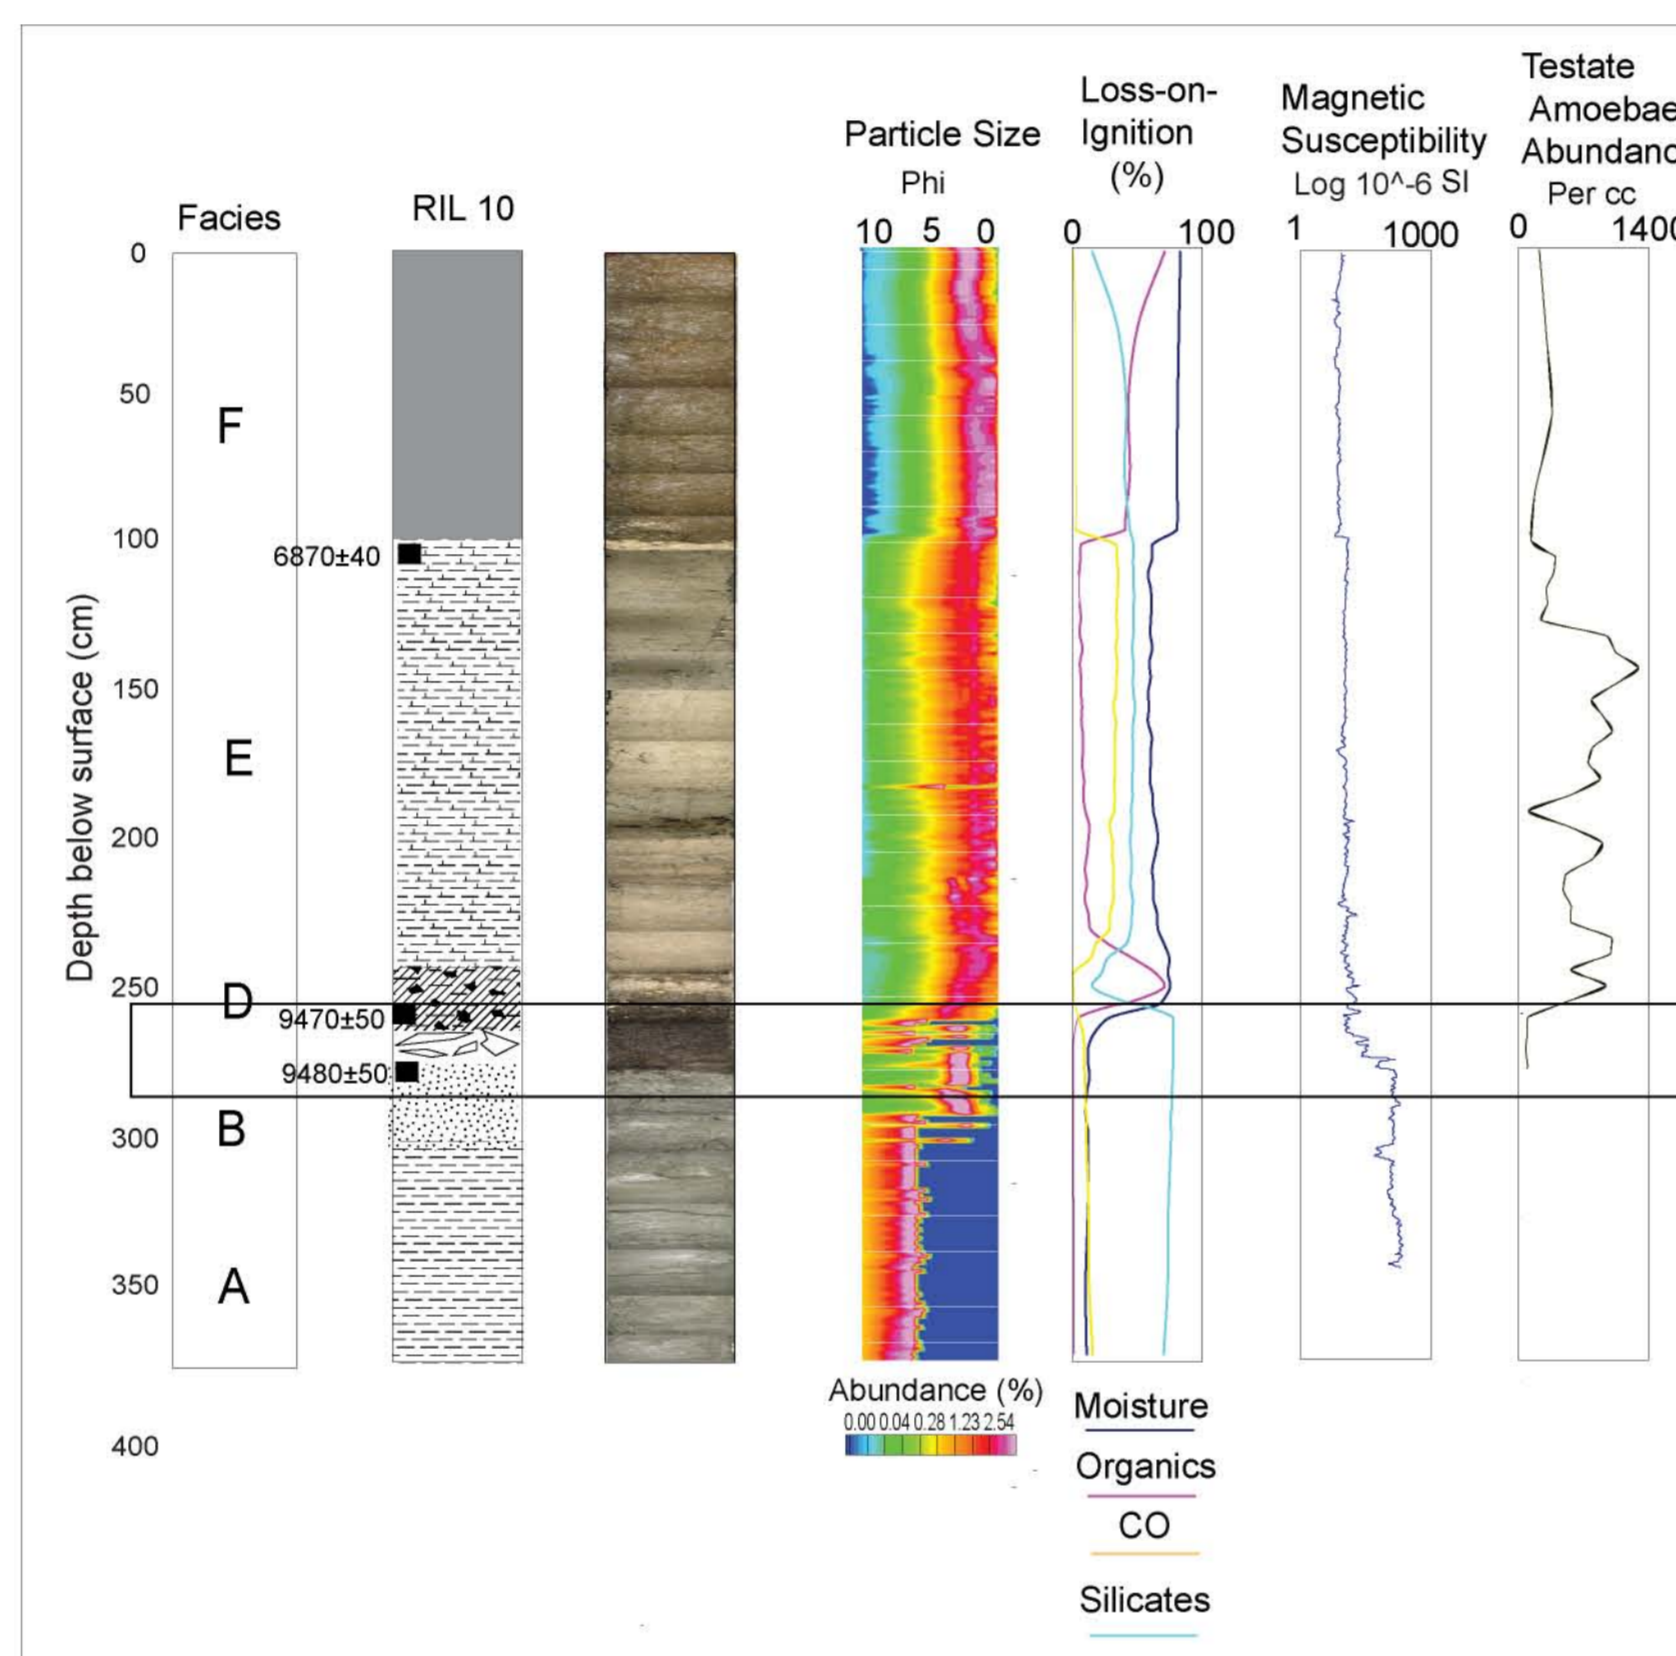 Testate
Amoebae
Abundanc
Per cc
0 1400
Loss-on-
Ignition
(%)
0 100
Magnetic
Susceptibility
Log 10^-6 SI
1 1000
Particle Size
Phi
10 5 0
Facies
RIL 10
Depth below surface (cm)
0
50
100
150
200
250
300
350
400
F
E
D
B
A
6870±40
9470±50
9480±50
Abundance (%)
0.00 0.04 0.28 1.23 2.54
Moisture
Organics
CO
Silicates